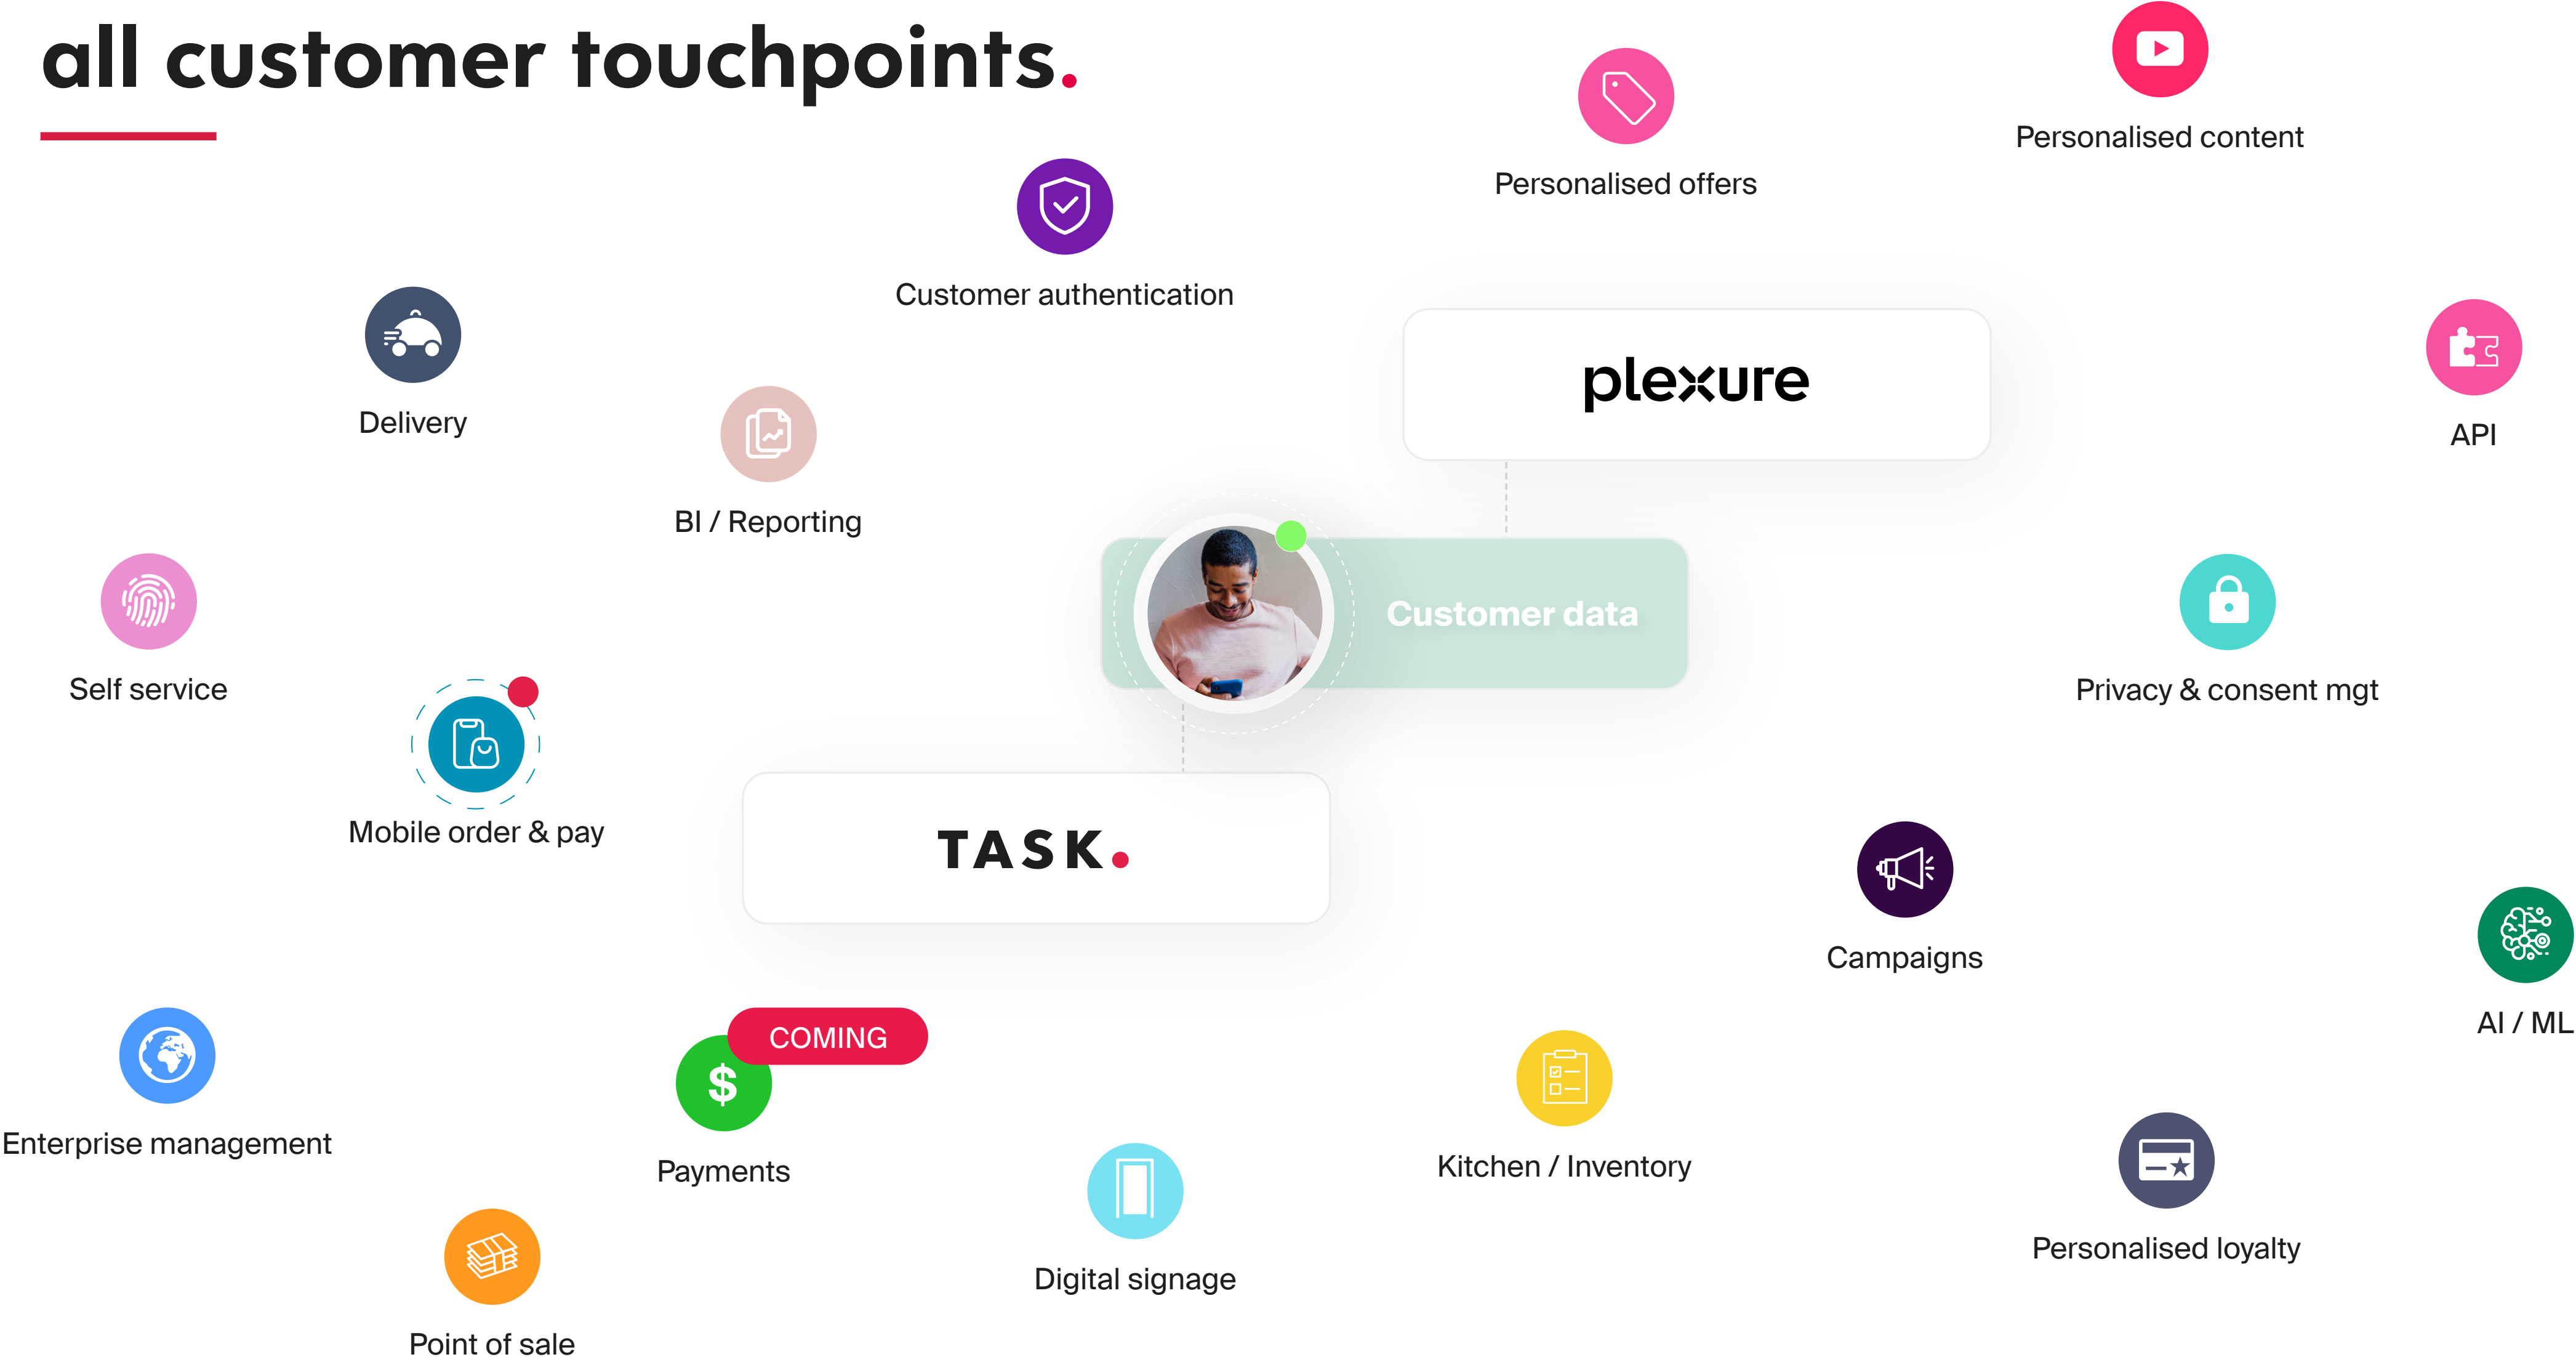 all customer touchpoints.
Personalised content
Personalised offers
Customer authentication
plexure
Delivery
API
BI / Reporting
Customer data
Self service
Privacy & consent mgt
Mobile order & pay
TASK.
Campaigns
AI / ML
COMING
$
Enterprise management
Payments
Kitchen / Inventory
Personalised loyalty
Digital signage
Point of sale